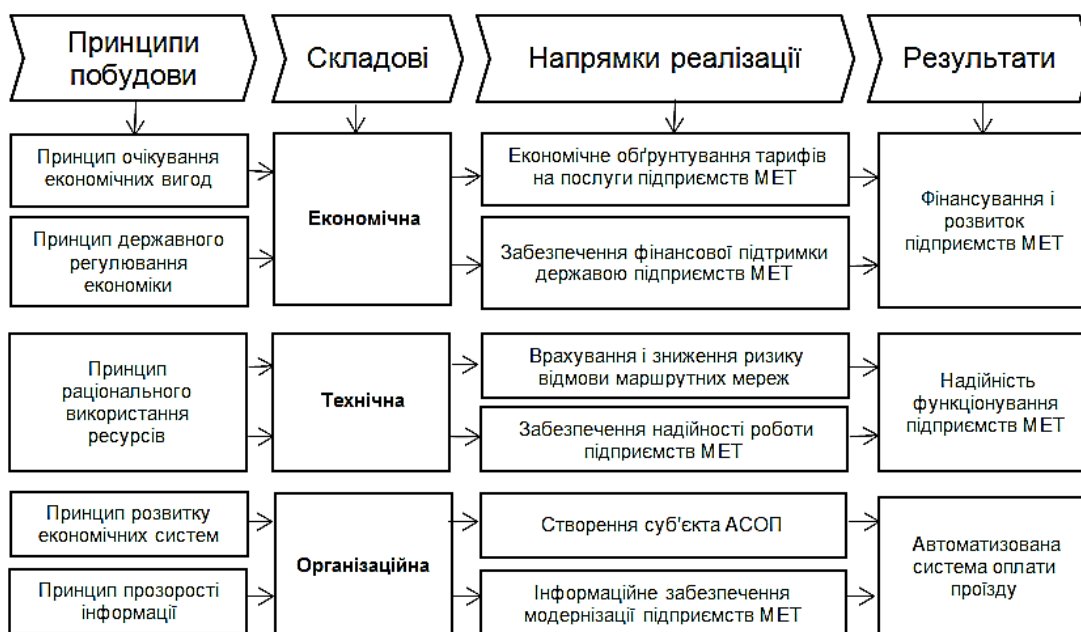 Принципи
побудови
Складові
Напрямки реалізації
Результати
Принцип очікування
економічних вигод
Принцип державного
регулювання
економіки
Економічна
Економічне обґрунтування тарифів
на послуги підприємств МЕТ
Забезпечення фінансової підтримки
державою підприємств МЕТ
Фінансування і
розвиток
підприємств МЕТ
Принцип
раціонального
використання
ресурсів
Технічна
Врахування і зниження ризику
відмови маршрутних мереж
Забезпечення надійності роботи
підприємств МЕТ
Надійність
функціонування
підприємств МЕТ
Принцип розвитку
економічних систем
Принцип прозорості
інформації
Організаційна
Створення суб'єкта АСОП
Інформаційне забезпечення
модернізації підприємств МЕТ
Автоматизована
система оплати
проїзду